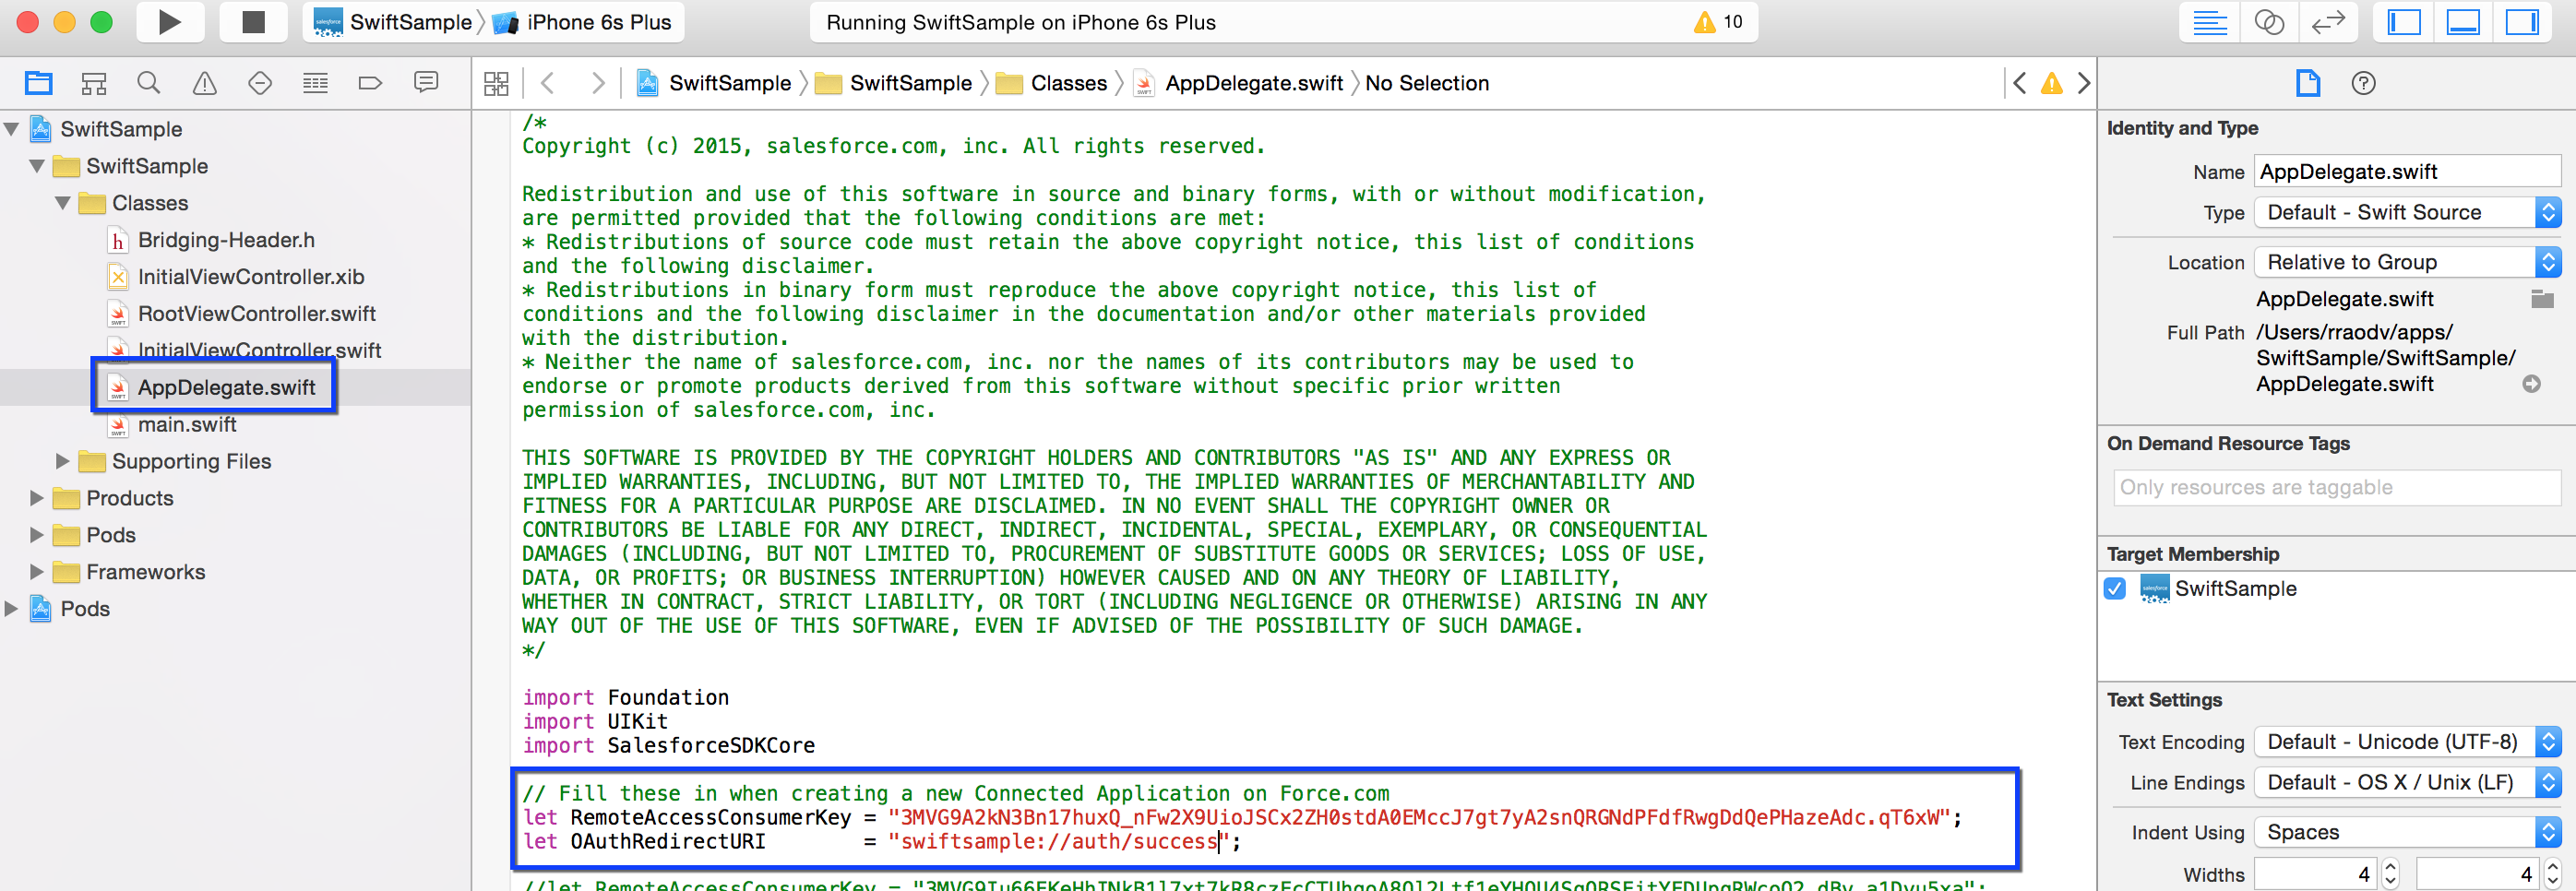 SwiftSample iPhone 6s Plus
Running SwiftSample on iPhone 6s Plus
10
SwiftSample SwiftSample Classes AppDelegate.swift No Selection
SwiftSample
SwiftSample
Classes
Bridging-Header.h
InitialViewController.xib
RootViewController.swift
InitialViewController.swift
AppDelegate.swift
main.swift
Supporting Files
Products
Pods
Frameworks
Pods
/*
Copyright (c) 2015, salesforce.com, inc. All rights reserved.
Redistribution and use of this software in source and binary forms, with or without modification,
are permitted provided that the following conditions are met:
* Redistributions of source code must retain the above copyright notice, this list of conditions
and the following disclaimer.
* Redistributions in binary form must reproduce the above copyright notice, this list of
conditions and the following disclaimer in the documentation and/or other materials provided
with the distribution.
* Neither the name of salesforce.com, inc. nor the names of its contributors may be used to
endorse or promote products derived from this software without specific prior written
permission of salesforce.com, inc.
THIS SOFTWARE IS PROVIDED BY THE COPYRIGHT HOLDERS AND CONTRIBUTORS "AS IS" AND ANY EXPRESS OR
IMPLIED WARRANTIES, INCLUDING, BUT NOT LIMITED TO, THE IMPLIED WARRANTIES OF MERCHANTABILITY AND
FITNESS FOR A PARTICULAR PURPOSE ARE DISCLAIMED. IN NO EVENT SHALL THE COPYRIGHT OWNER OR
CONTRIBUTORS BE LIABLE FOR ANY DIRECT, INDIRECT, INCIDENTAL, SPECIAL, EXEMPLARY, OR CONSEQUENTIAL
DAMAGES (INCLUDING, BUT NOT LIMITED TO, PROCUREMENT OF SUBSTITUTE GOODS OR SERVICES; LOSS OF USE,
DATA, OR PROFITS; OR BUSINESS INTERRUPTION) HOWEVER CAUSED AND ON ANY THEORY OF LIABILITY,
WHETHER IN CONTRACT, STRICT LIABILITY, OR TORT (INCLUDING NEGLIGENCE OR OTHERWISE) ARISING IN ANY
WAY OUT OF THE USE OF THIS SOFTWARE, EVEN IF ADVISED OF THE POSSIBILITY OF SUCH DAMAGE.
*/
import Foundation
import UIKit
import SalesforceSDKCore
// Fill these in when creating a new Connected Application on Force.com
let RemoteAccessConsumerKey = "3MVG9A2kN3Bn17huxQ_nFw2X9UioJSCx2ZH0stdA0EMccJ7gt7yA2snQRGNdPFdfRwgDdQePHazeAdc.qT6xW";
let OAuthRedirectURI = "swiftsample://auth/success";
//let RemoteAccessConsumerKey =
Identity and Type
Name AppDelegate.swift
Type Default - Swift Source
Location Relative to Group
AppDelegate.swift
Full Path /Users/rraodv/apps/
SwiftSample/SwiftSample/
AppDelegate.swift
On Demand Resource Tags
Only resources are taggable
Target Membership
SwiftSample
Text Settings
Text Encoding Default - Unicode (UTF-8)
Line Endings Default - OS X / Unix (LF)
Indent Using Spaces
Widths 4 4